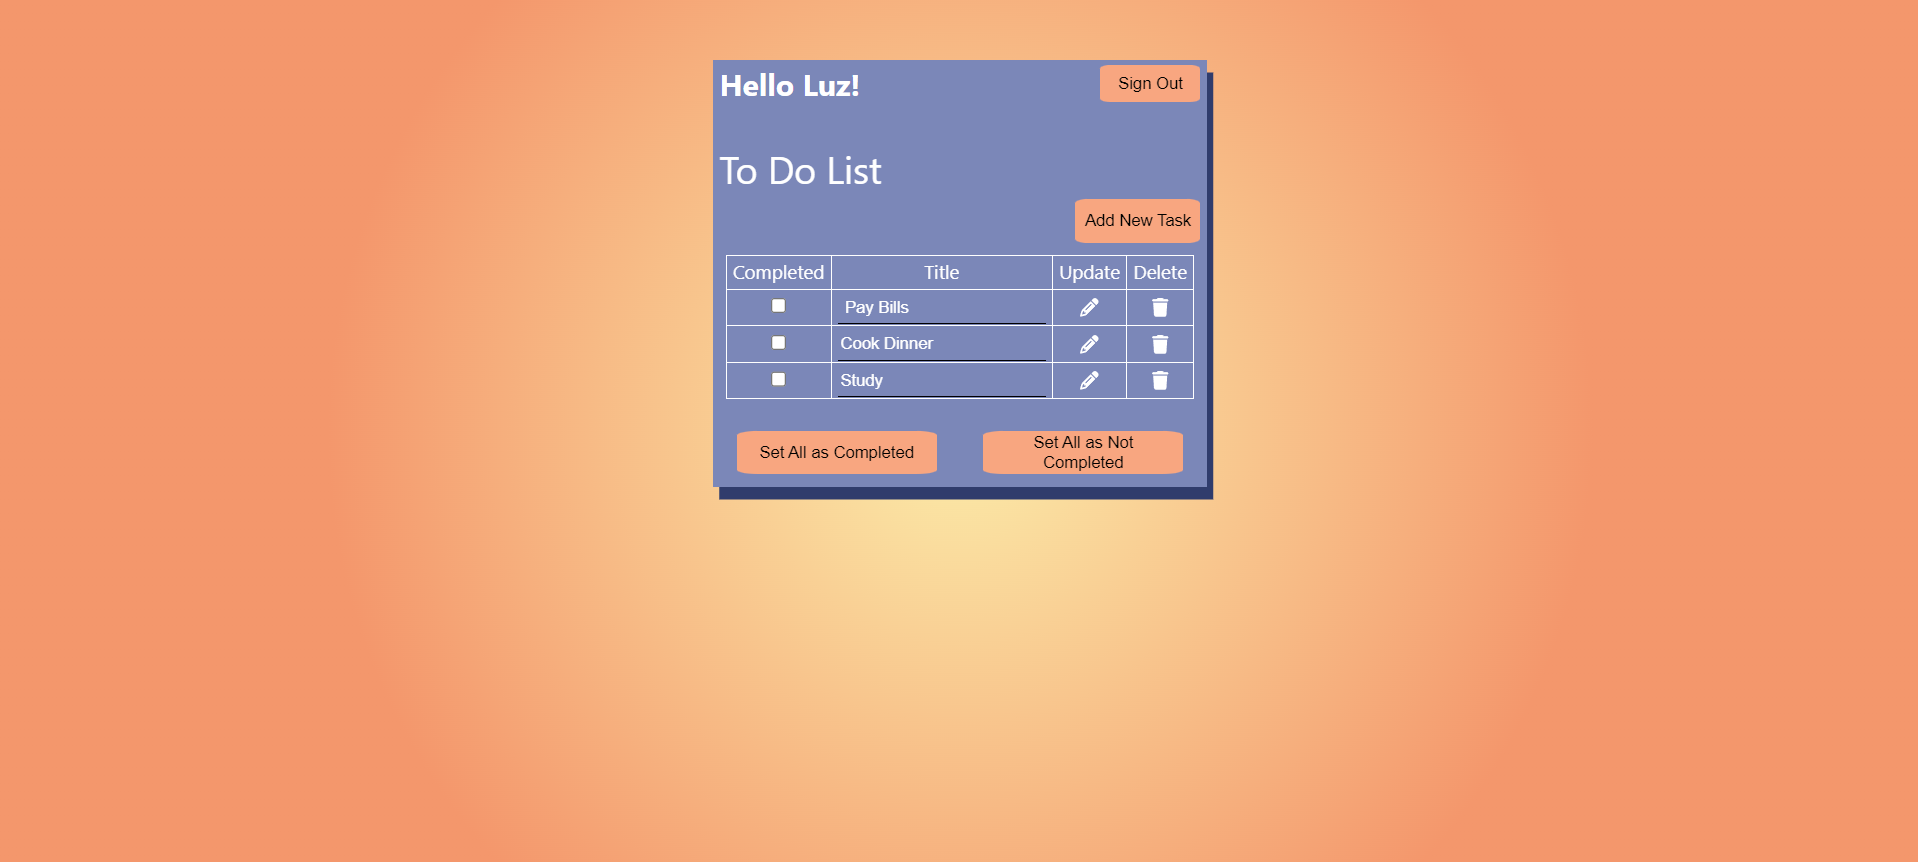 Hello Luz!
Sign Out
To Do List
Add New Task
Completed Title Update Delete
Pay Bills
Cook Dinner
Study
Set All as Completed
Set All as Not
Completed